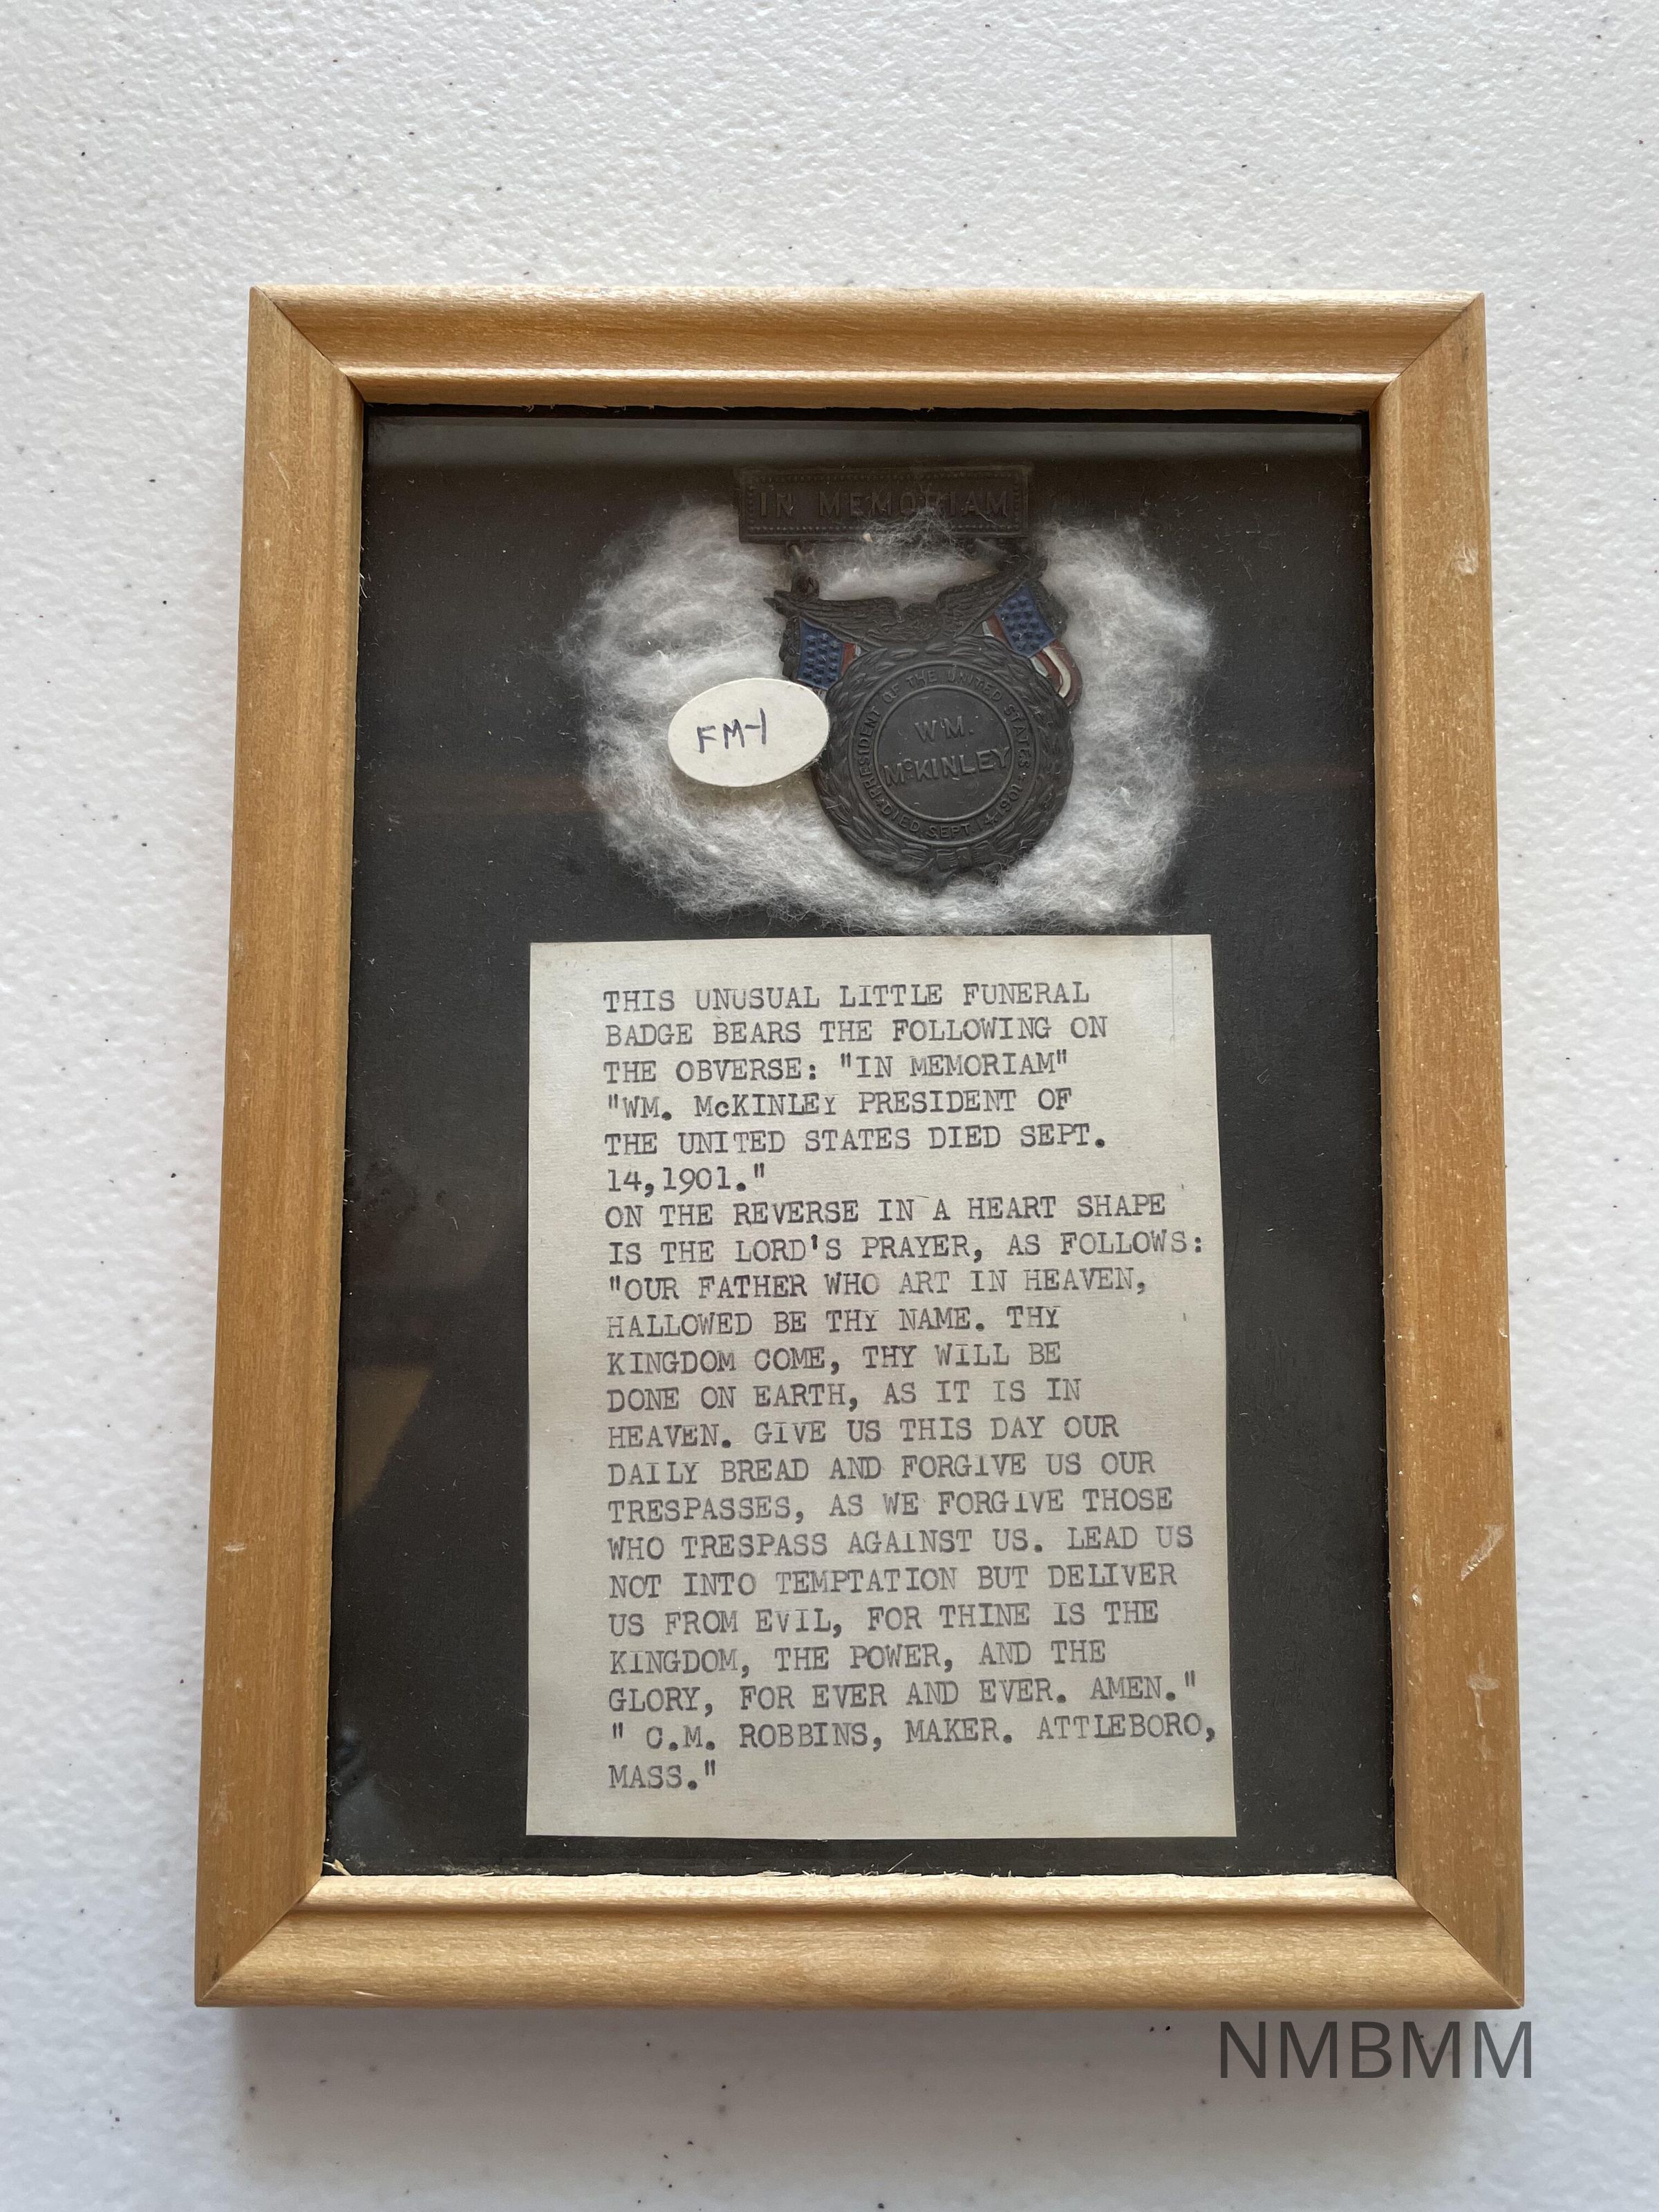 IN MEMORIAM
PRESIDENT OF THE UNITED STATES
WM.
McKINLEY
DIED SEPT. 14, 1901
FM-1
THIS UNUSUAL LITTLE FUNERAL
BADGE BEARS THE FOLLOWING ON
THE OBVERSE: "IN MEMORIAM"
"WM. McKINLEY PRESIDENT OF
THE UNITED STATES DIED SEPT.
14,1901."
ON THE REVERSE IN A HEART SHAPE
IS THE LORD'S PRAYER, AS FOLLOWS:
"OUR FATHER WHO ART IN HEAVEN,
HALLOWED BE THY NAME. THY
KINGDOM COME, THY WILL BE
DONE ON EARTH, AS IT IS IN
HEAVEN. GIVE US THIS DAY OUR
DAILY BREAD AND FORGIVE US OUR
TRESPASSES, AS WE FORGIVE THOSE
WHO TRESPASS AGAINST US. LEAD US
NOT INTO TEMPTATION BUT DELIVER
US FROM EVIL, FOR THINE IS THE
KINGDOM, THE POWER, AND THE
GLORY, FOR EVER AND EVER. AMEN."
" C.M. ROBBINS, MAKER. ATTLEBORO,
MASS."
NMBMM